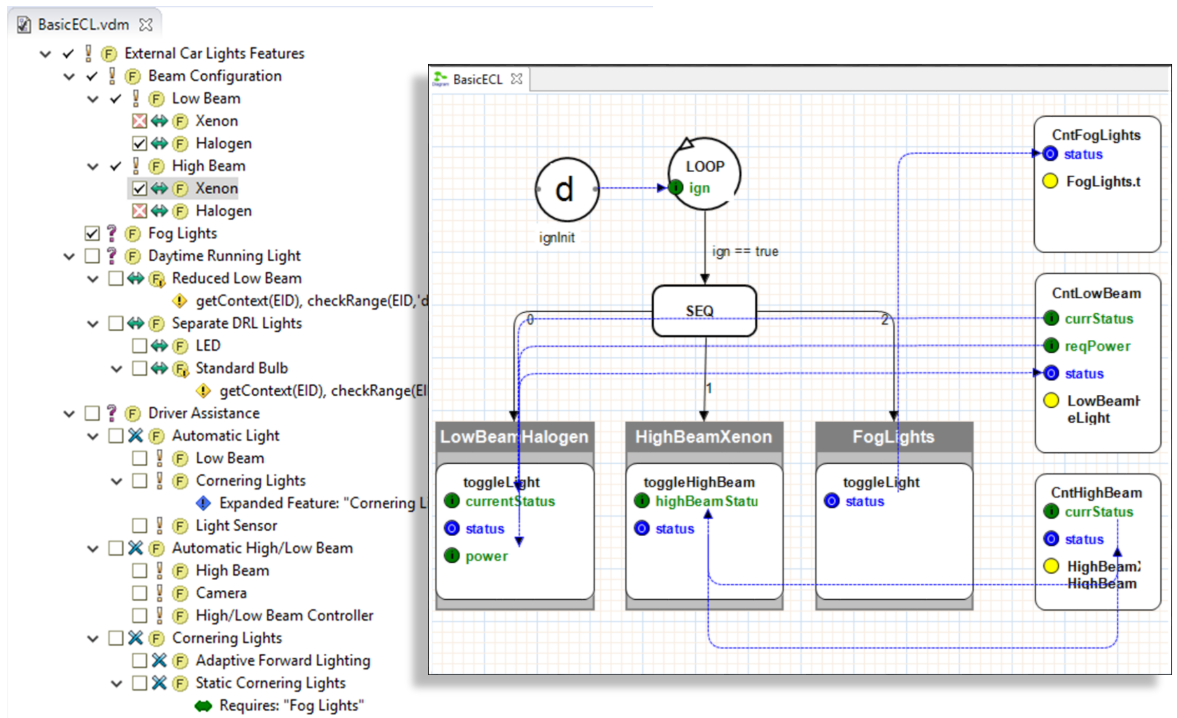 BasicECL.vdm
External Car Lights Features
Beam Configuration
Low Beam
Xenon
Halogen
High Beam
Xenon
Halogen
Fog Lights
Daytime Running Light
Reduced Low Beam
getContext(EID), checkRange(EID,'d
Separate DRL Lights
LED
Standard Bulb
getContext(EID), checkRange(EI
Driver Assistance
Automatic Light
Low Beam
Cornering Lights
Expanded Feature: "Cornering L
Light Sensor
Automatic High/Low Beam
High Beam
Camera
High/Low Beam Controller
Cornering Lights
Adaptive Forward Lighting
Static Cornering Lights
Requires: "Fog Lights"
BasicECL
d
ignInit
LOOP
ign
ign == true
SEQ
0
1
2
LowBeamHalogen
toggleLight
currentStatus
status
power
HighBeamXenon
toggleHighBeam
highBeamStatu
status
FogLights
toggleLight
status
CntFogLights
status
FogLights.t
CntLowBeam
currStatus
reqPower
status
LowBeamH
eLight
CntHighBeam
currStatus
status
HighBeamX
HighBeam